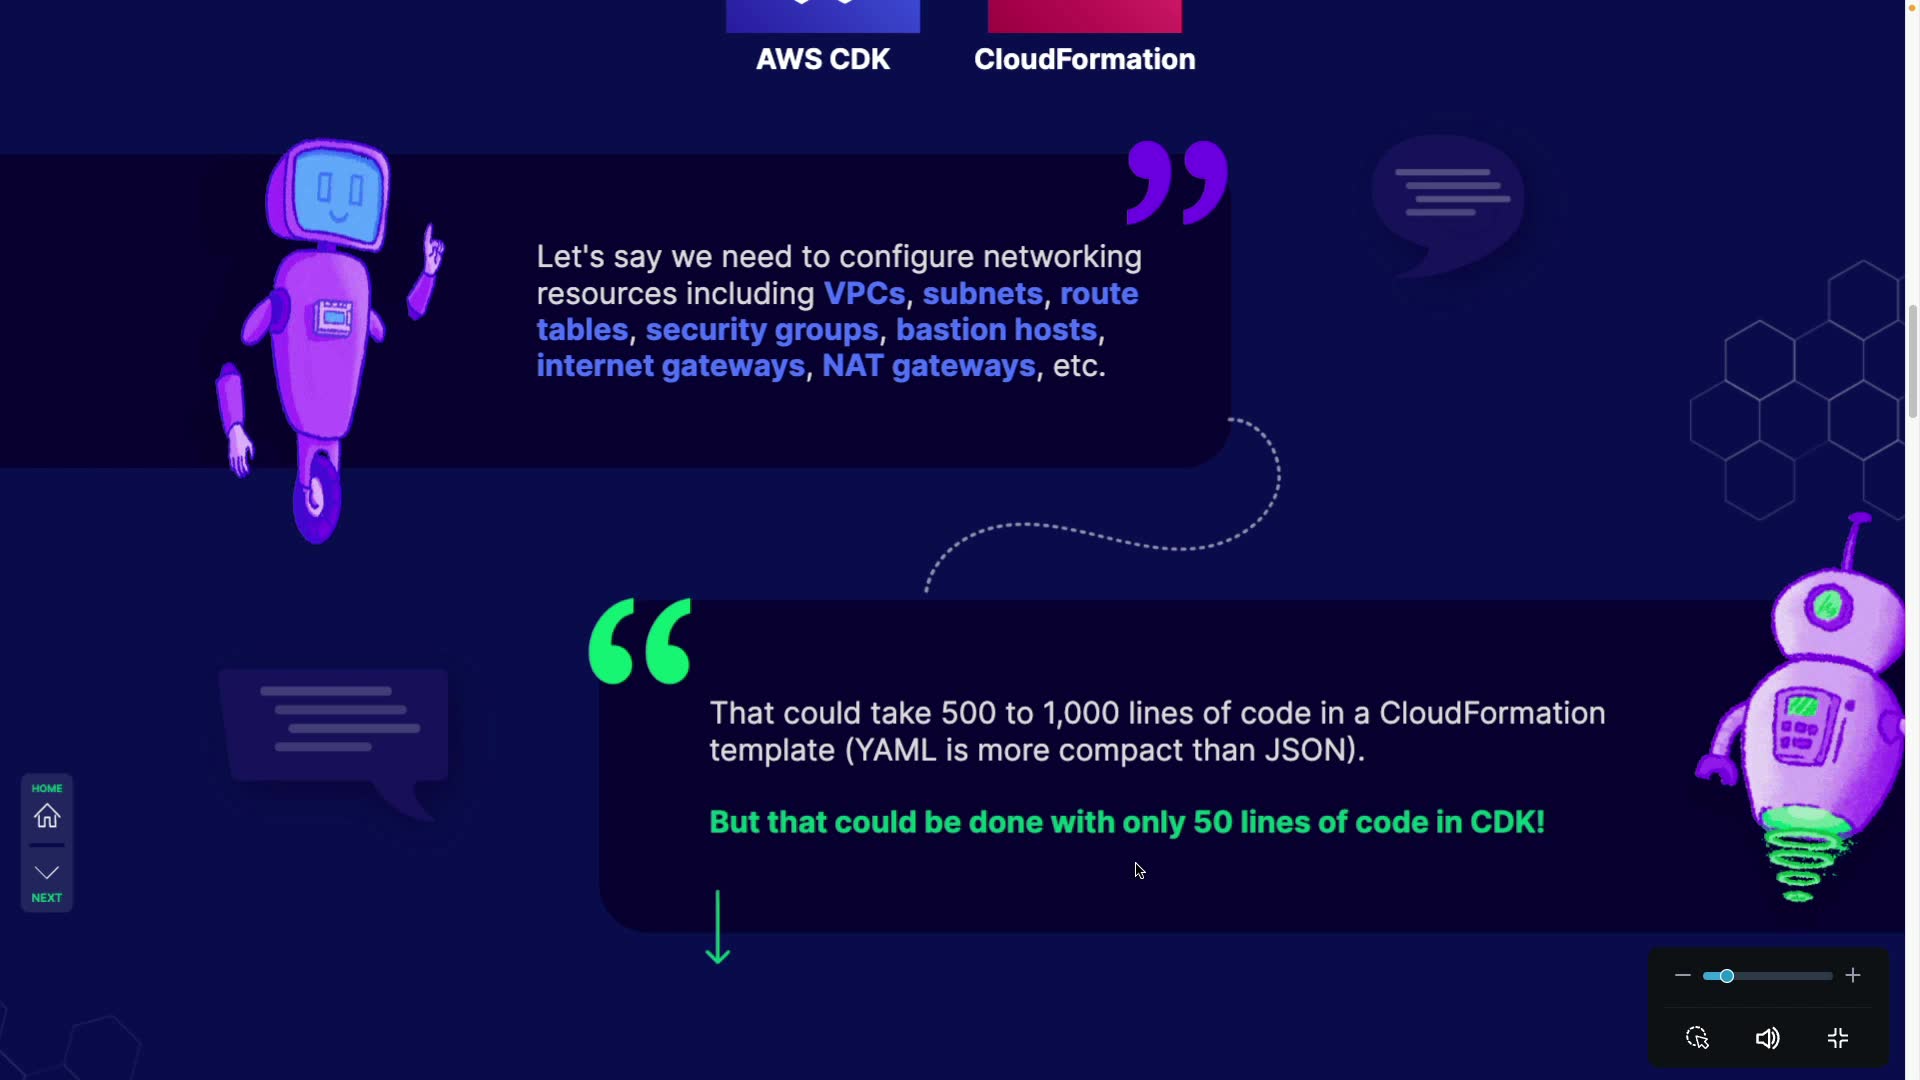 AWS CDK
CloudFormation
Let's say we need to configure networking
resources including VPCs, subnets, route
tables, security groups, bastion hosts,
internet gateways, NAT gateways, etc.
That could take 500 to 1,000 lines of code in a CloudFormation
template (YAML is more compact than JSON).
But that could be done with only 50 lines of code in CDK!
HOME
NEXT